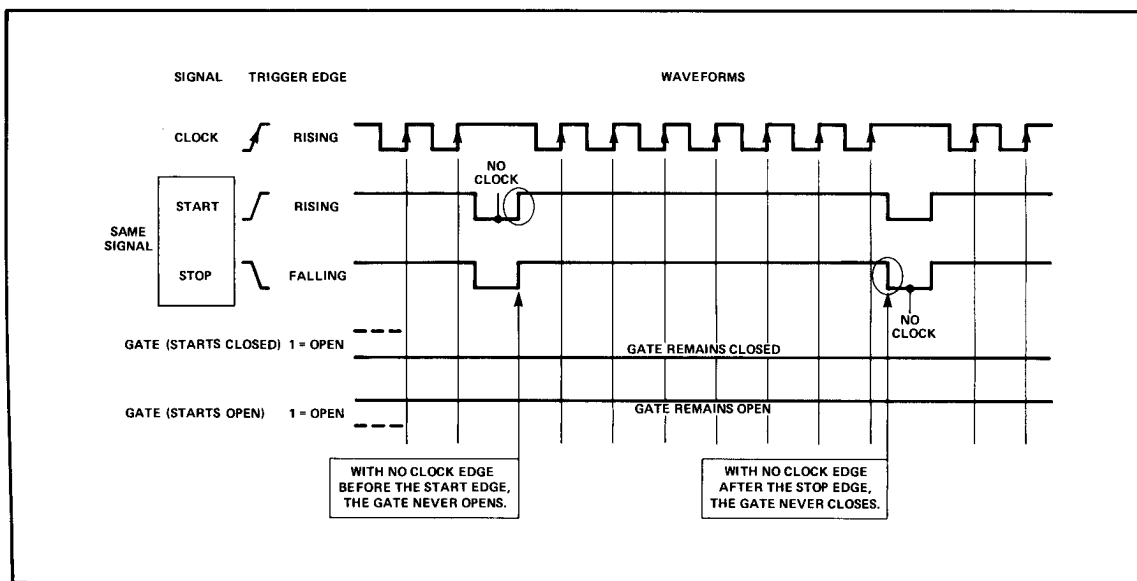 SIGNAL TRIGGER EDGE WAVEFORMS
CLOCK RISING
NO
CLOCK
START RISING
SAME
SIGNAL
STOP FALLING
NO
CLOCK
GATE (STARTS CLOSED) 1 = OPEN
GATE REMAINS CLOSED
GATE (STARTS OPEN) 1 = OPEN
GATE REMAINS OPEN
WITH NO CLOCK EDGE
BEFORE THE START EDGE,
THE GATE NEVER OPENS.
WITH NO CLOCK EDGE
AFTER THE STOP EDGE,
THE GATE NEVER CLOSES.